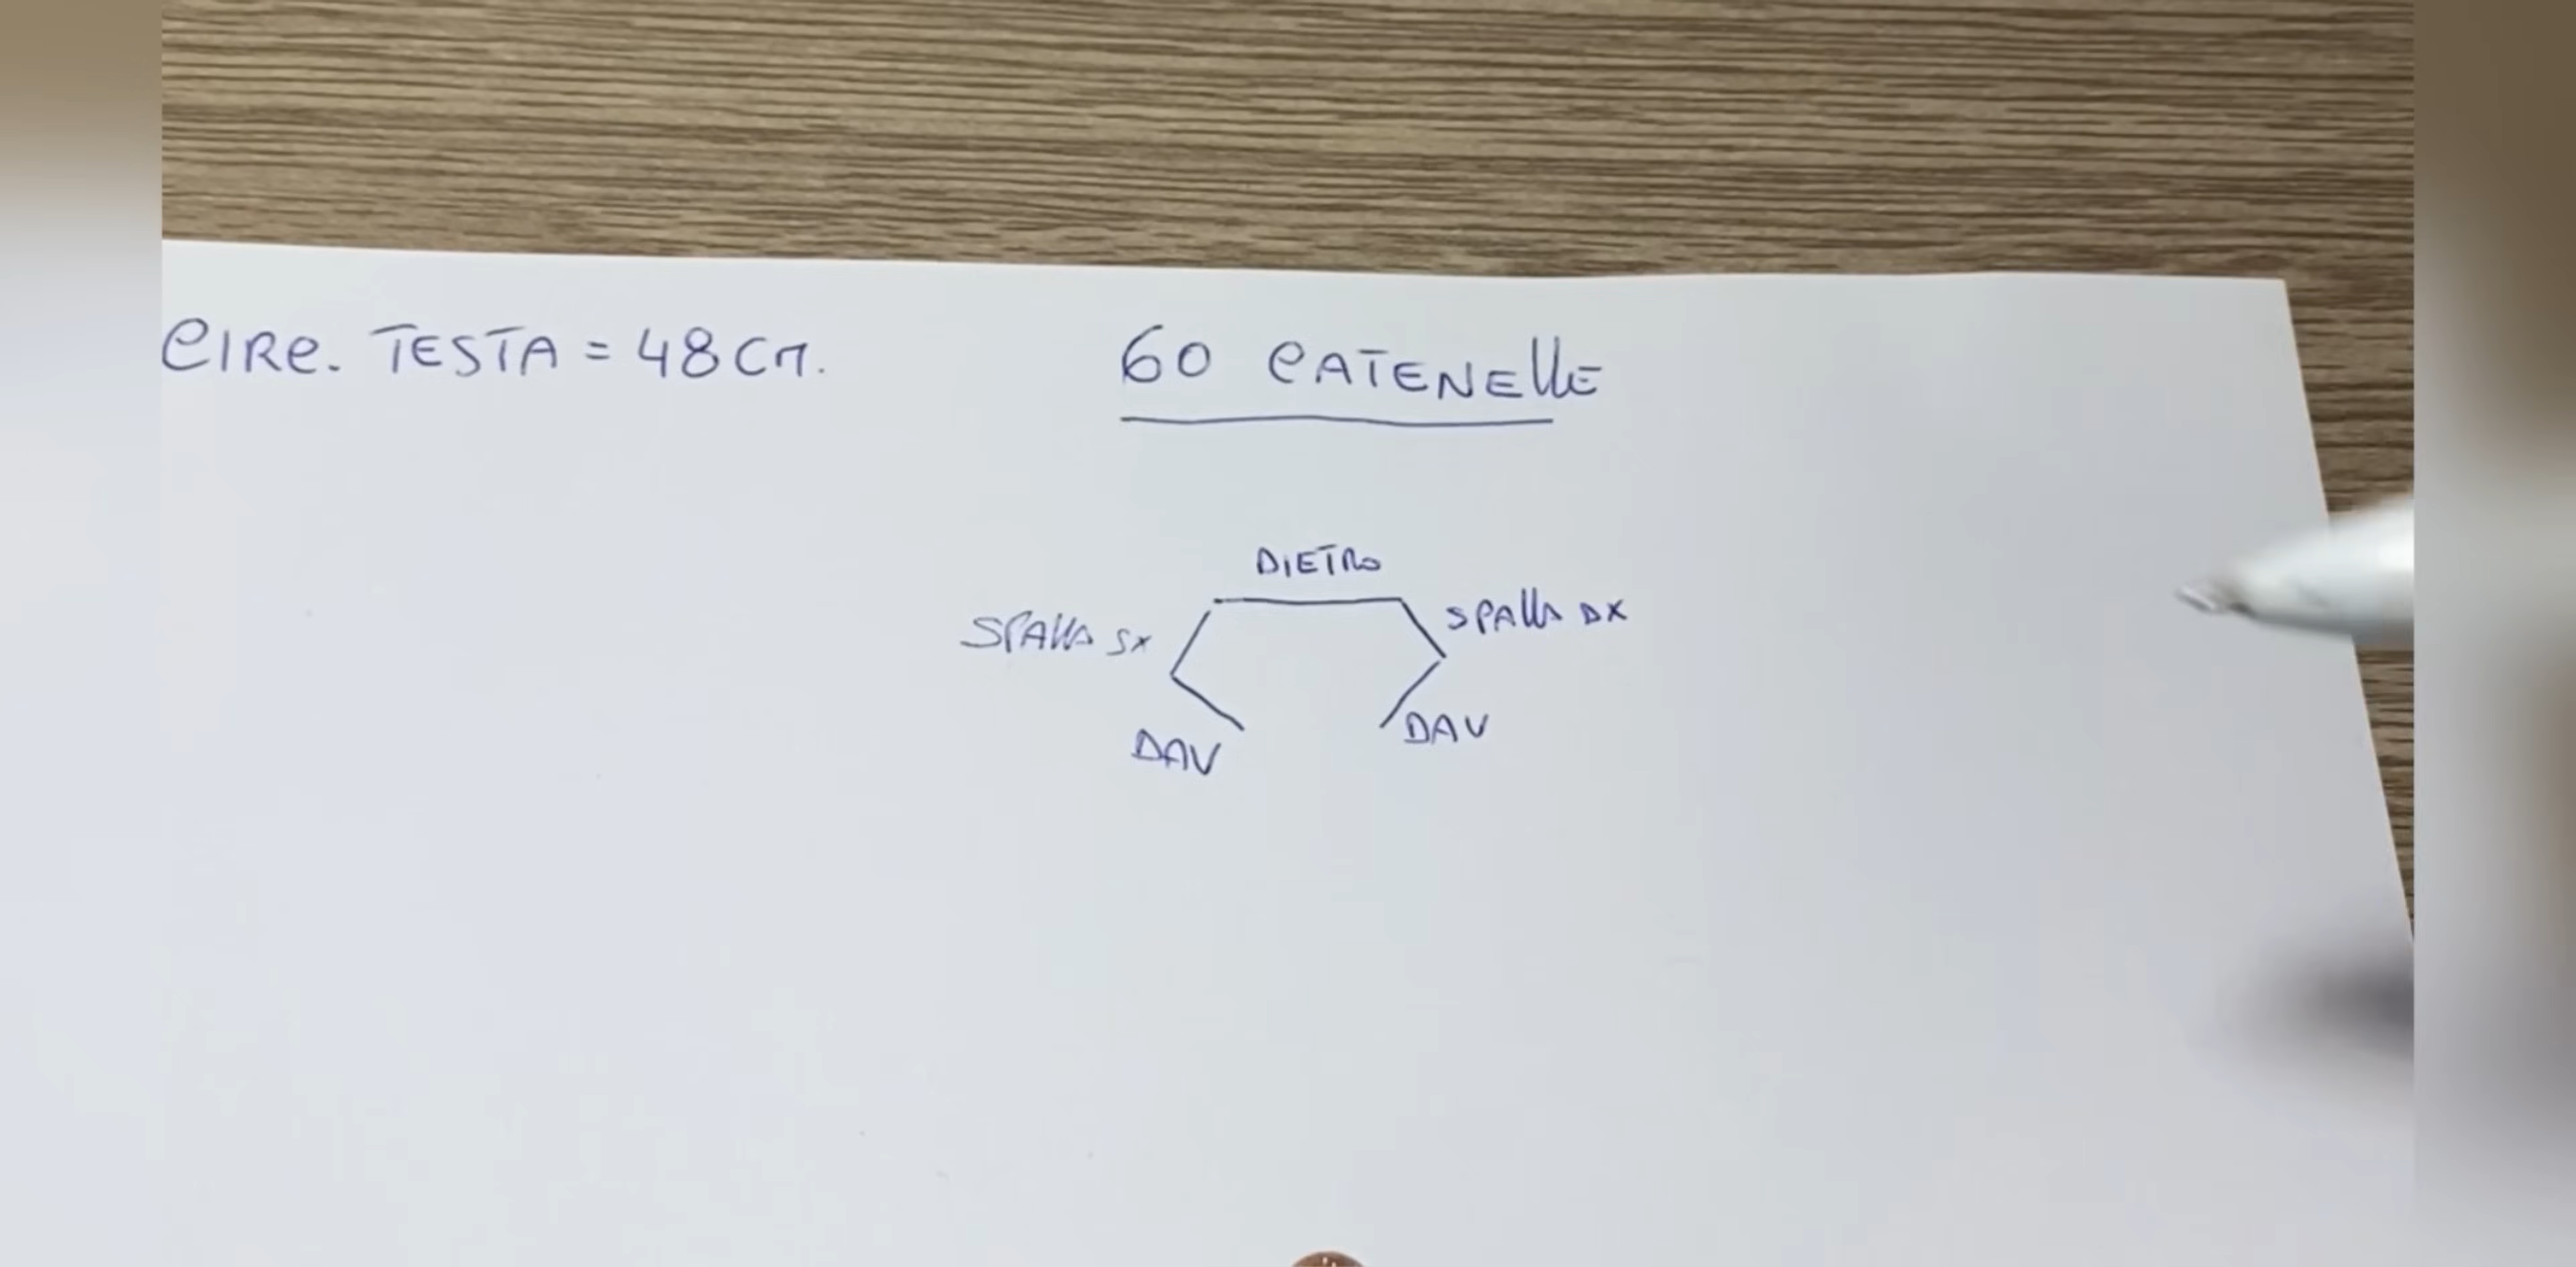 CIRC. TESTA = 48 CM.
60 CATENELLE
DIETRO
SPALLA SX
SPALLA DX
DAV
DAV